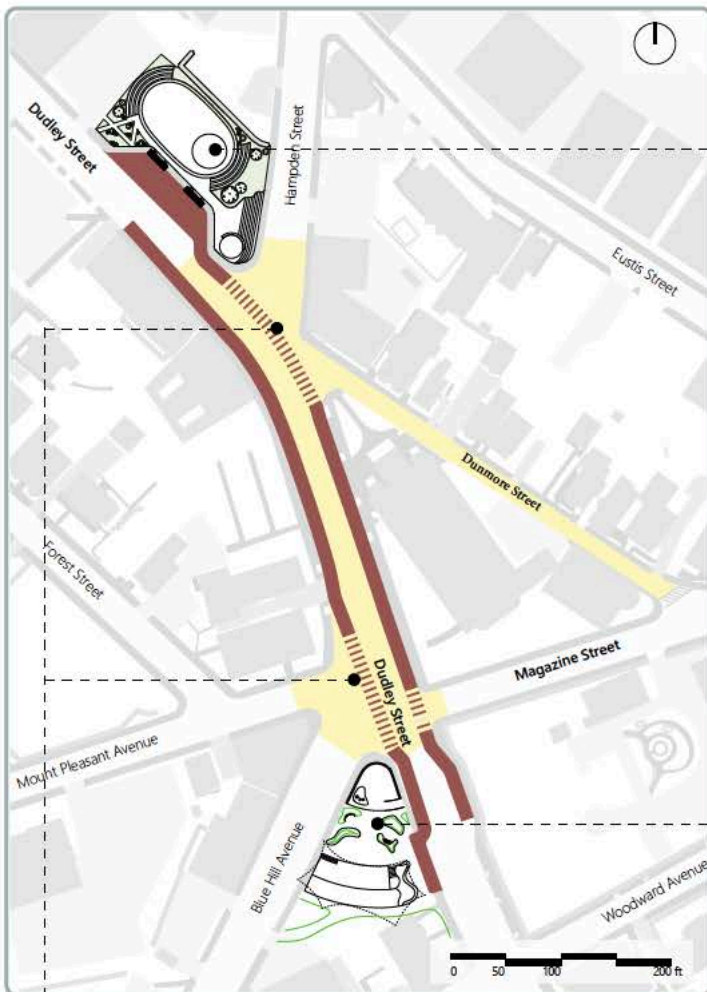 Dudley Street
Hampden Street
Eustis Street
Dunmore Street
Forest Street
Magazine Street
Dudley Street
Mount Pleasant Avenue
Blue Hill Avenue
Woodward Avenue
0 50 100 200 ft